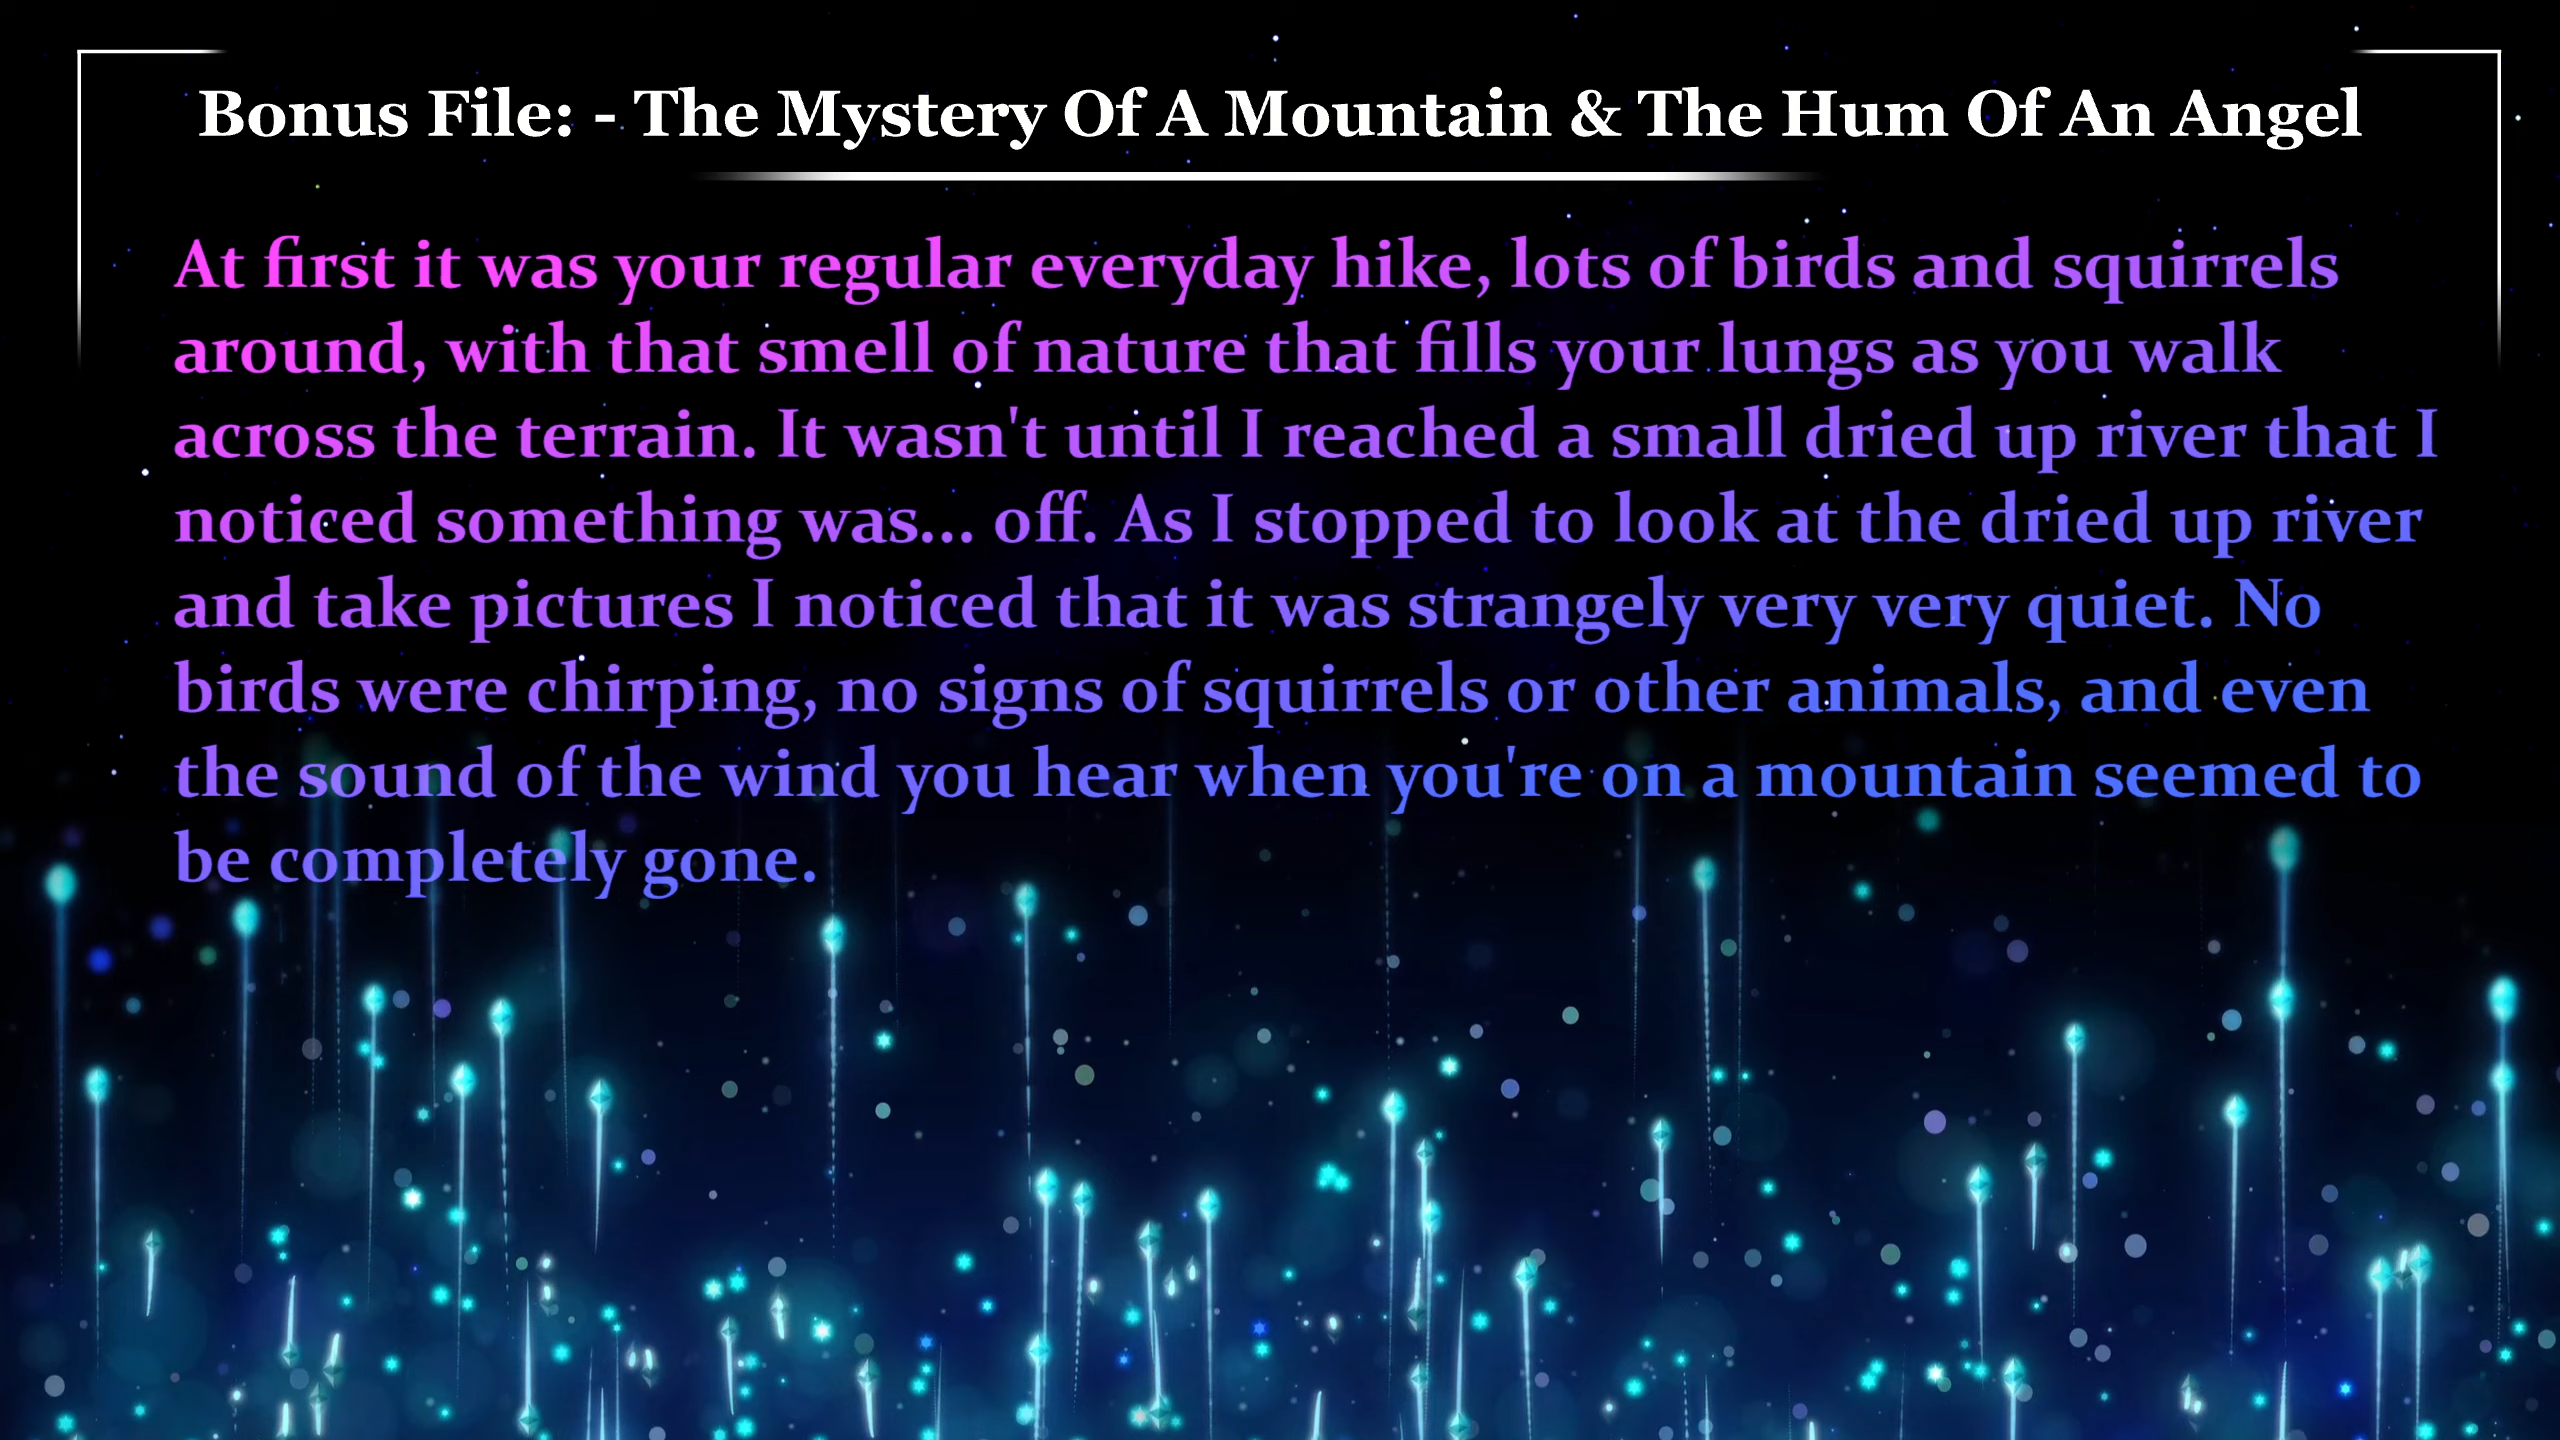 Bonus File: - The Mystery Of A Mountain & The Hum Of An Angel
At first it was your regular everyday hike, lots of birds and squirrels
around, with that smell of nature that fills your lungs as you walk
across the terrain. It wasn't until I reached a small dried up river that I
noticed something was... off. As I stopped to look at the dried up river
and take pictures I noticed that it was strangely very very quiet. No
birds were chirping, no signs of squirrels or other animals, and even
the sound of the wind you hear when you're on a mountain seemed to
be completely gone.